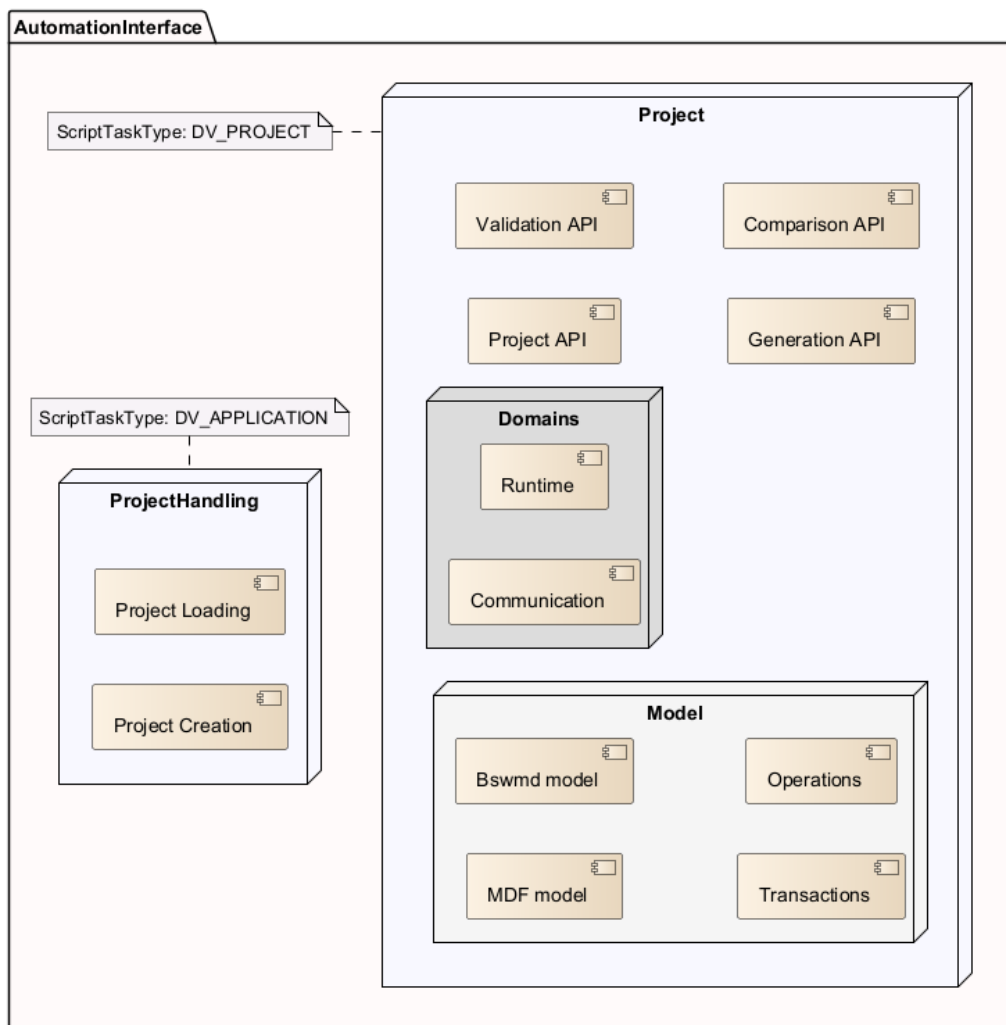 AutomationInterface
Project
ScriptTaskType: DV_PROJECT
Validation API
Comparison API
Project API
Generation API
Domains
Runtime
Communication
ScriptTaskType: DV_APPLICATION
ProjectHandling
Project Loading
Project Creation
Model
Bswmd model
Operations
MDF model
Transactions